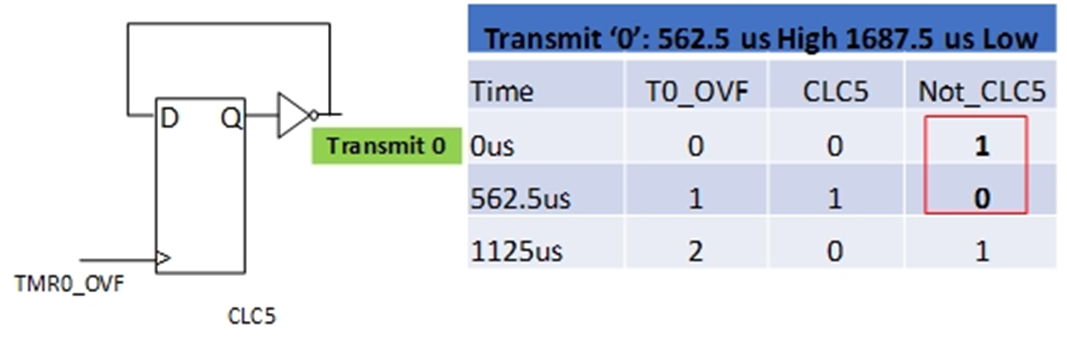 D Q
Transmit 0
TMR0_OVF
CLC5
Transmit ‘0’: 562.5 us High 1687.5 us Low
Time T0_OVF CLC5 Not_CLC5
0us 0 0 1
562.5us 1 1 0
1125us 2 0 1